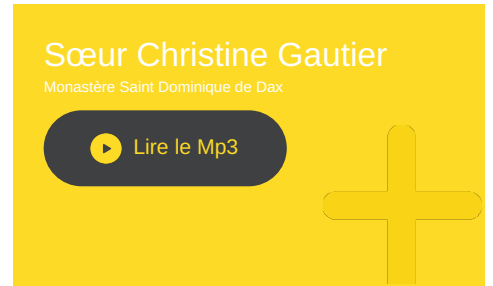 Sœur Christine Gautier
Monastère Saint Dominique de Dax
Lire le Mp3